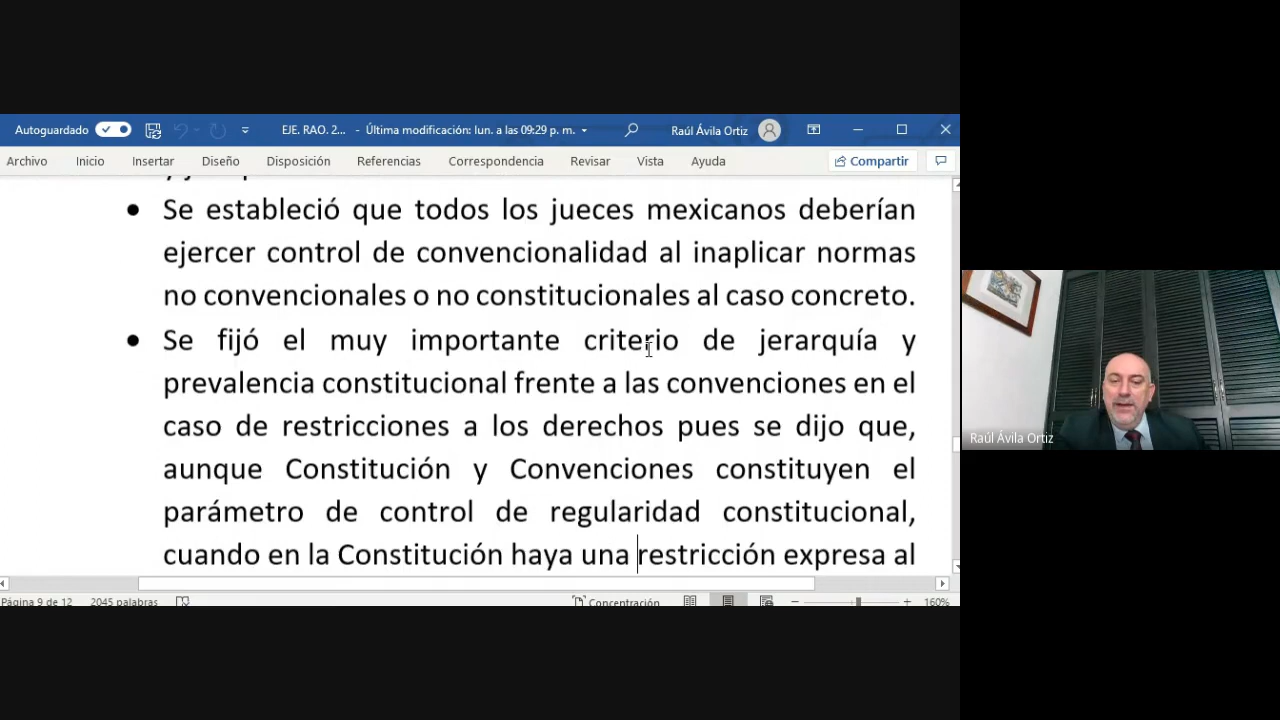 Autoguardado EJE. RAO. 2... - Última modificación: lun. a las 09:29 p. m. Raúl Ávila Ortiz
Archivo Inicio Insertar Diseño Disposición Referencias Correspondencia Revisar Vista Ayuda Compartir
• Se estableció que todos los jueces mexicanos deberían
ejercer control de convencionalidad al inaplicar normas
no convencionales o no constitucionales al caso concreto.
• Se fijó el muy importante criterio de jerarquía y
prevalencia constitucional frente a las convenciones en el
caso de restricciones a los derechos pues se dijo que,
aunque Constitución y Convenciones constituyen el
parámetro de control de regularidad constitucional,
cuando en la Constitución haya una restricción expresa al
Página 9 de 12 2045 palabras Concentración 160%
Raúl Ávila Ortiz